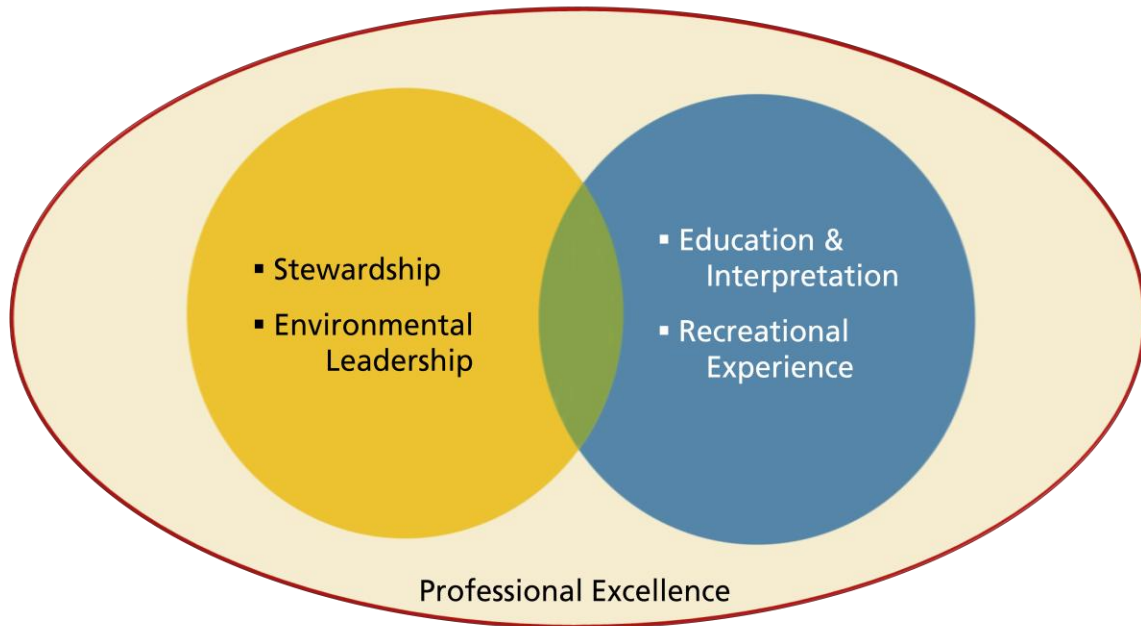 ▪ Stewardship
▪ Environmental
Leadership
▪ Education &
Interpretation
▪ Recreational
Experience
Professional Excellence